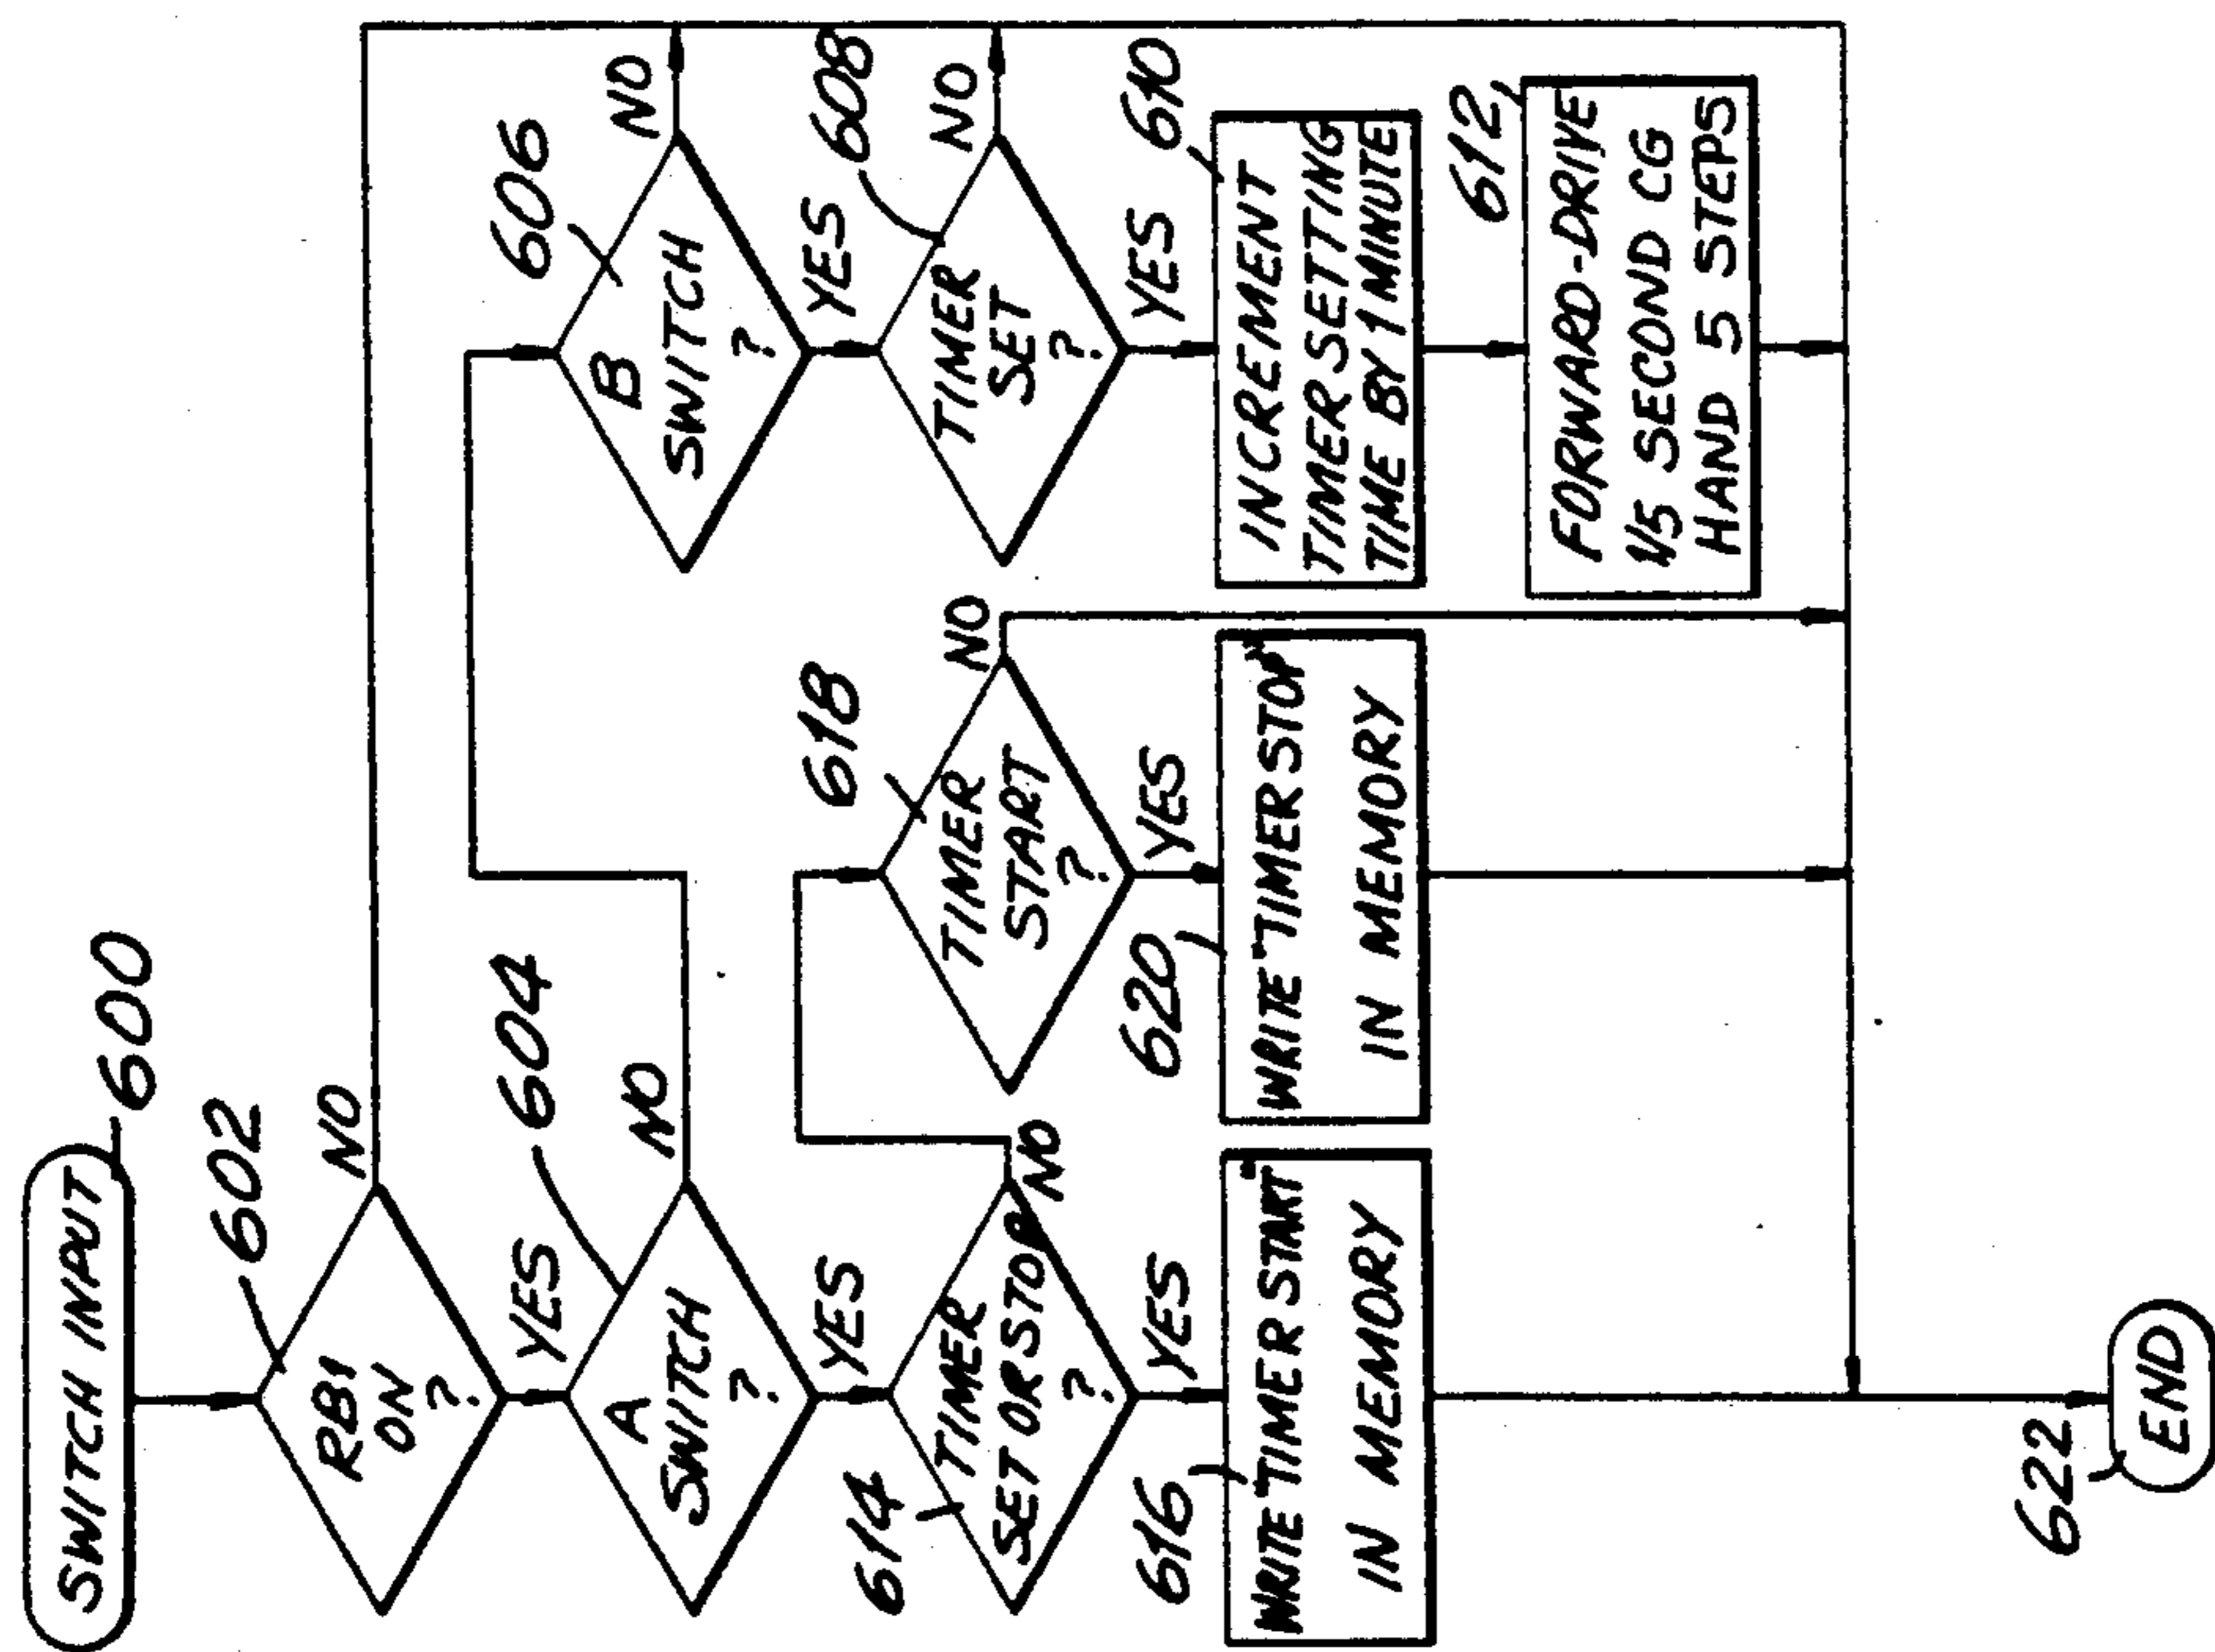 SWITCH INPUT
600
602
RB1
ON
?
NO
YES
604
A
SWITCH
?
NO
YES
614
TIMER
SET OR STOP
?
NO
YES
616
WRITE "TIMER START"
IN MEMORY
618
TIMER
START
?
NO
YES
620
WRITE "TIMER STOP"
IN MEMORY
606
B
SWITCH
?
NO
YES
608
TIMER
SET
?
NO
YES
610
INCREMENT
TIMER SETTING
TIME BY 1 MINUTE
612
FORWARD-DRIVE
1/5 SECOND CG
HAND 5 STEPS
622
END